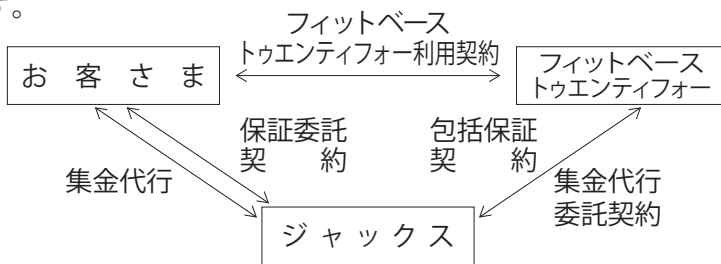 す。
フィットベース
トゥエンティフォー利用契約
お客さま
フィットベース
トゥエンティフォー
保証委託
契約
包括保証
契約
集金代行
集金代行
委託契約
ジャックス